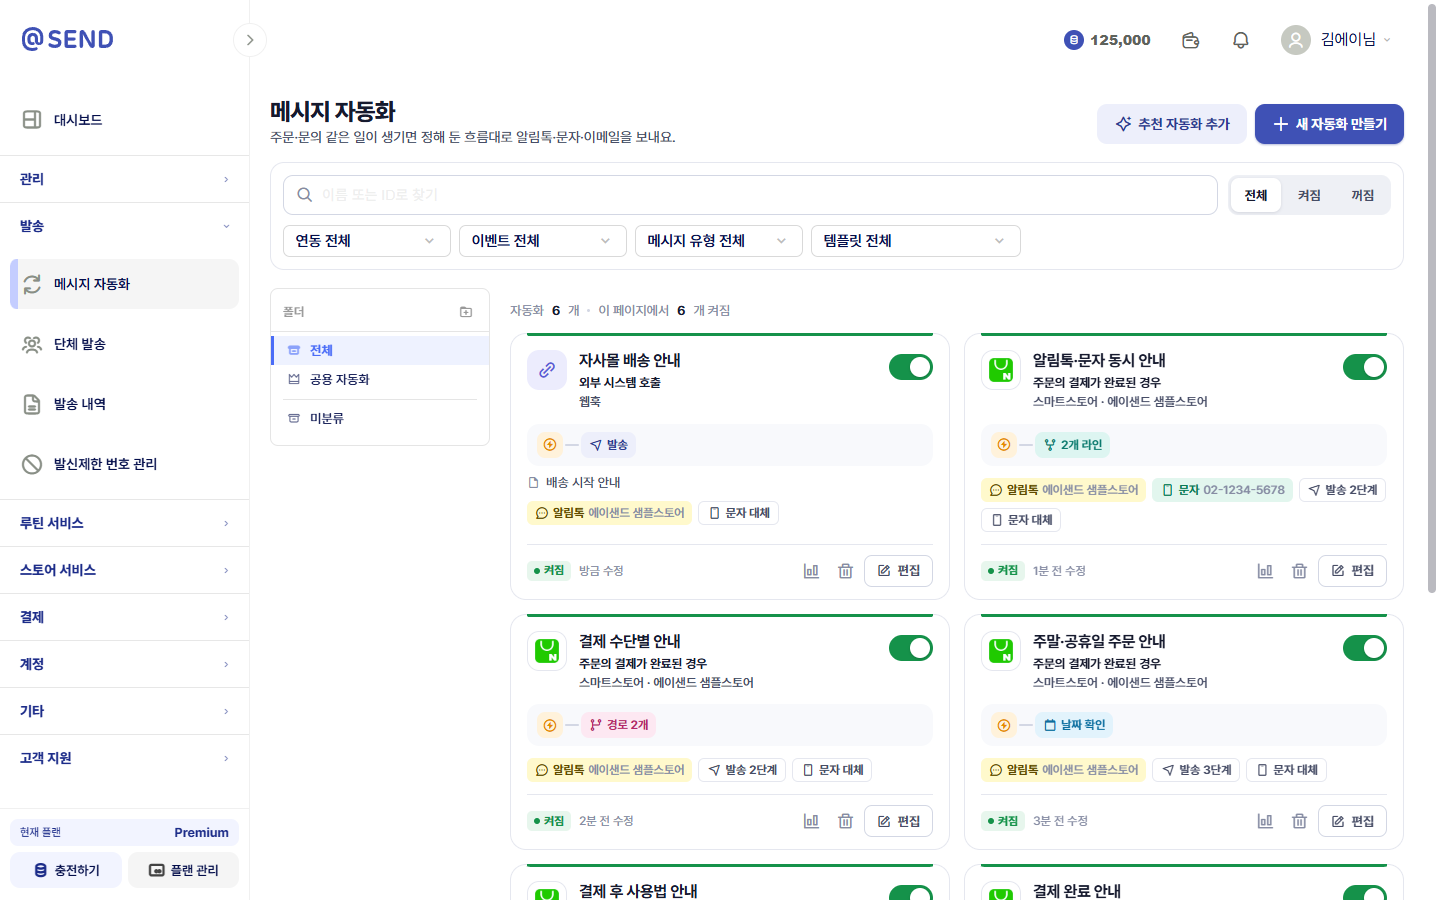 @SEND
125,000
김에이님
대시보드
관리
발송
메시지 자동화
단체 발송
발송 내역
발신제한 번호 관리
루틴 서비스
스토어 서비스
결제
계정
기타
고객 지원
현재 플랜 Premium
충전하기 플랜 관리
메시지 자동화
주문·문의 같은 일이 생기면 정해 둔 흐름대로 알림톡·문자·이메일을 보내요.
추천 자동화 추가
새 자동화 만들기
이름 또는 ID로 찾기
전체 켜짐 꺼짐
연동 전체 이벤트 전체 메시지 유형 전체 템플릿 전체
폴더
전체
공용 자동화
미분류
자동화 6 개 · 이 페이지에서 6 개 켜짐
자사몰 배송 안내
외부 시스템 호출
웹훅
발송
배송 시작 안내
알림톡 에이샌드 샘플스토어 문자 대체
켜짐 방금 수정 편집
알림톡·문자 동시 안내
주문의 결제가 완료된 경우
스마트스토어 · 에이샌드 샘플스토어
2개 라인
알림톡 에이샌드 샘플스토어 문자 02-1234-5678 발송 2단계
문자 대체
켜짐 1분 전 수정 편집
결제 수단별 안내
주문의 결제가 완료된 경우
스마트스토어 · 에이샌드 샘플스토어
경로 2개
알림톡 에이샌드 샘플스토어 발송 2단계 문자 대체
켜짐 2분 전 수정 편집
주말·공휴일 주문 안내
주문의 결제가 완료된 경우
스마트스토어 · 에이샌드 샘플스토어
날짜 확인
알림톡 에이샌드 샘플스토어 발송 3단계 문자 대체
켜짐 3분 전 수정 편집
결제 후 사용법 안내
결제 완료 안내